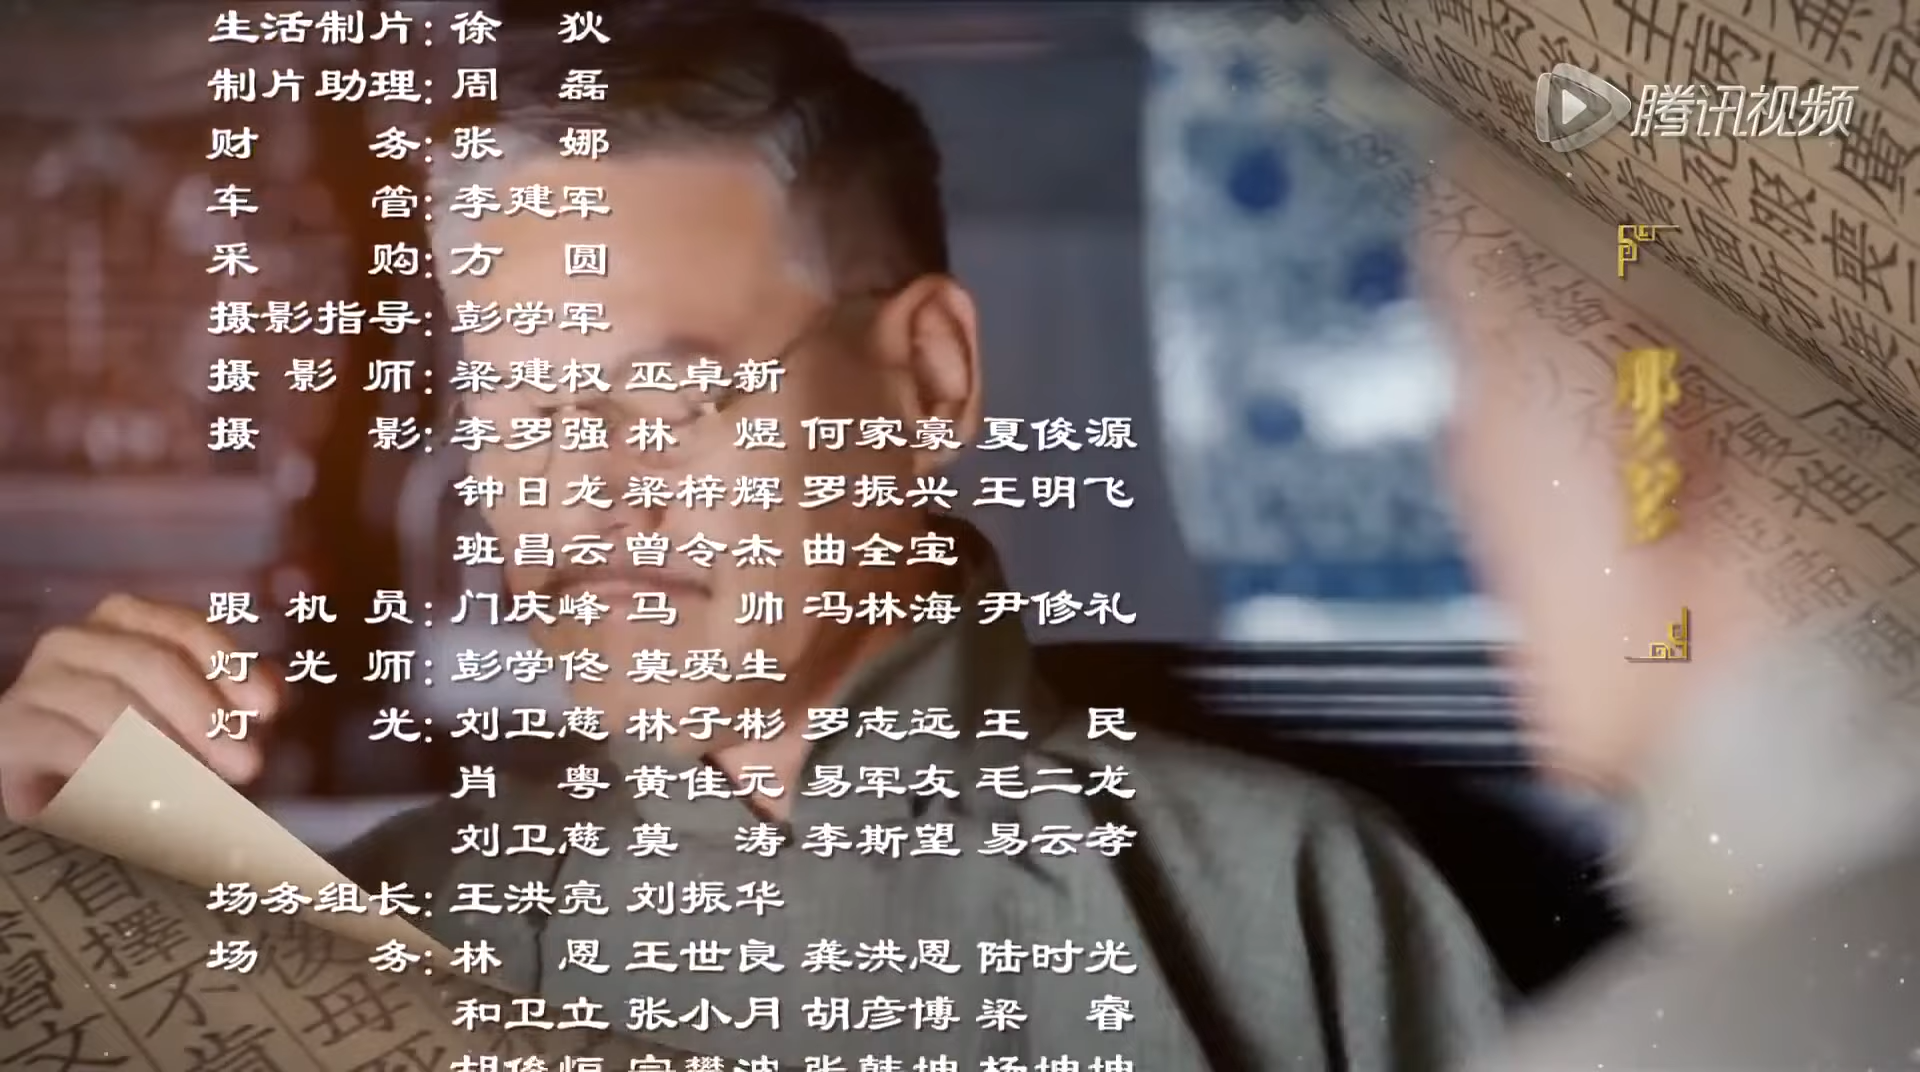 生活制片:徐 狄
制片助理:周 磊
财 务:张 娜
车 管:李建军
采 购:方 圆
摄影指导:彭学军
摄 影 师:梁建权 巫卓新
摄 影:李罗强 林 煜 何家豪 夏俊源
钟日龙 梁梓辉 罗振兴 王明飞
班昌云 曾令杰 曲全宝
跟 机 员:门庆峰 马 帅 冯林海 尹修礼
灯 光 师:彭学佟 莫爱生
灯 光:刘卫慈 林子彬 罗志远 王 民
肖 粤 黄佳元 易军友 毛二龙
刘卫慈 莫 涛 李斯望 易云孝
场务组长:王洪亮 刘振华
场 务:林 恩 王世良 龚洪恩 陆时光
和卫立 张小月 胡彦博 梁 睿
腾讯视频